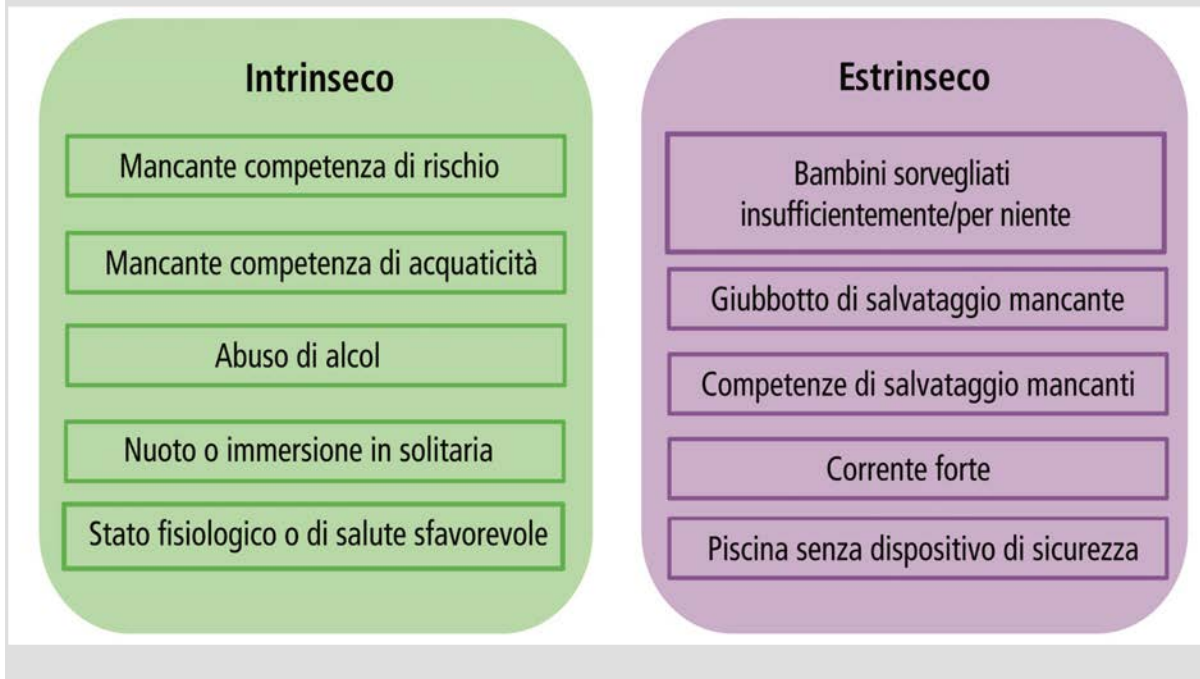 Intrinseco
Mancante competenza di rischio
Mancante competenza di acquaticità
Abuso di alcol
Nuoto o immersione in solitaria
Stato fisiologico o di salute sfavorevole
Estrinseco
Bambini sorvegliati
insufficientemente/per niente
Giubbotto di salvataggio mancante
Competenze di salvataggio mancanti
Corrente forte
Piscina senza dispositivo di sicurezza